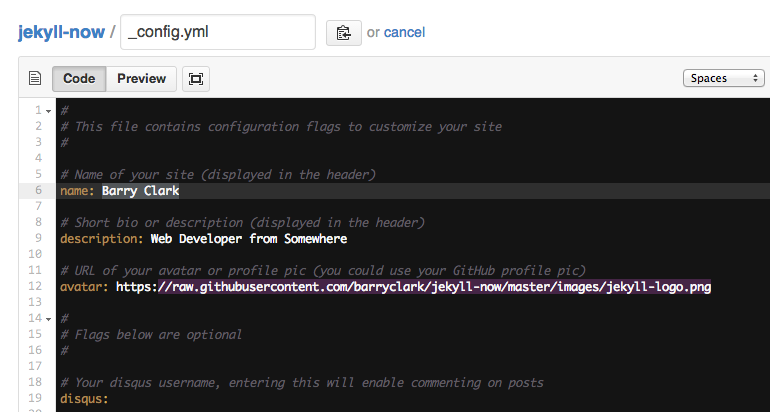 jekyll-now / _config.yml or cancel
Code Preview Spaces
1 #
2 # This file contains configuration flags to customize your site
3 #
4
5 # Name of your site (displayed in the header)
6 name: Barry Clark
7
8 # Short bio or description (displayed in the header)
9 description: Web Developer from Somewhere
10
11 # URL of your avatar or profile pic (you could use your GitHub profile pic)
12 avatar: https://raw.githubusercontent.com/barryclark/jekyll-now/master/images/jekyll-logo.png
13
14 #
15 # Flags below are optional
16 #
17
18 # Your disqus username, entering this will enable commenting on posts
19 disqus: